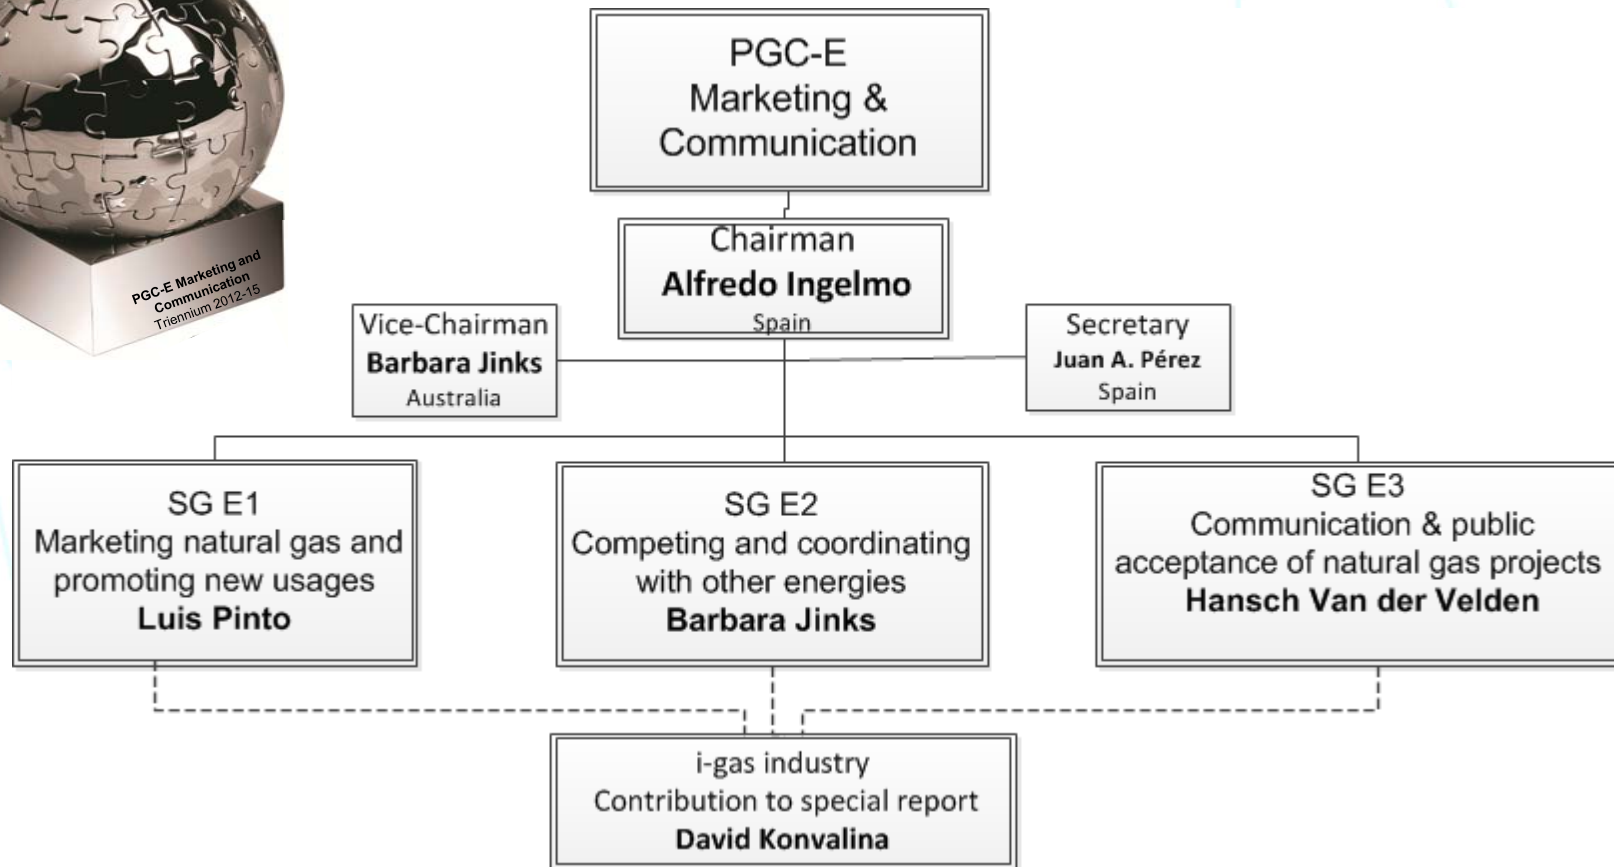 PGC-E
Marketing &
Communication
Chairman
Alfredo Ingelmo
Spain
PGC-E Marketing and
Communication
Triennium 2012-15
Vice-Chairman
Barbara Jinks
Australia
Secretary
Juan A. Pérez
Spain
SG E1
Marketing natural gas and
promoting new usages
Luis Pinto
SG E2
Competing and coordinating
with other energies
Barbara Jinks
SG E3
Communication & public
acceptance of natural gas projects
Hansch Van der Velden
i-gas industry
Contribution to special report
David Konvalina